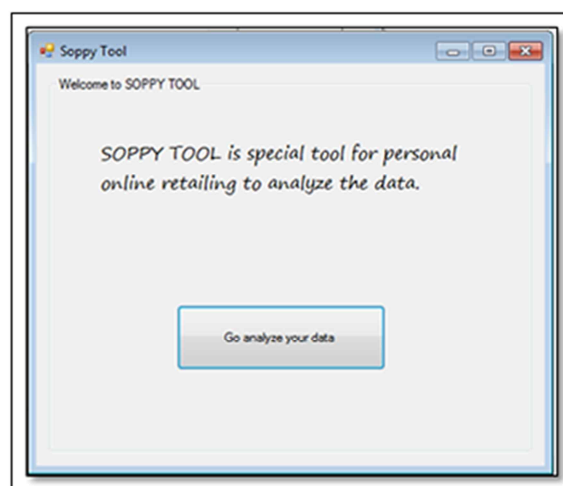 Soppy Tool
Welcome to SOPPY TOOL
SOPPY TOOL is special tool for personal
online retailing to analyze the data.
Go analyze your data